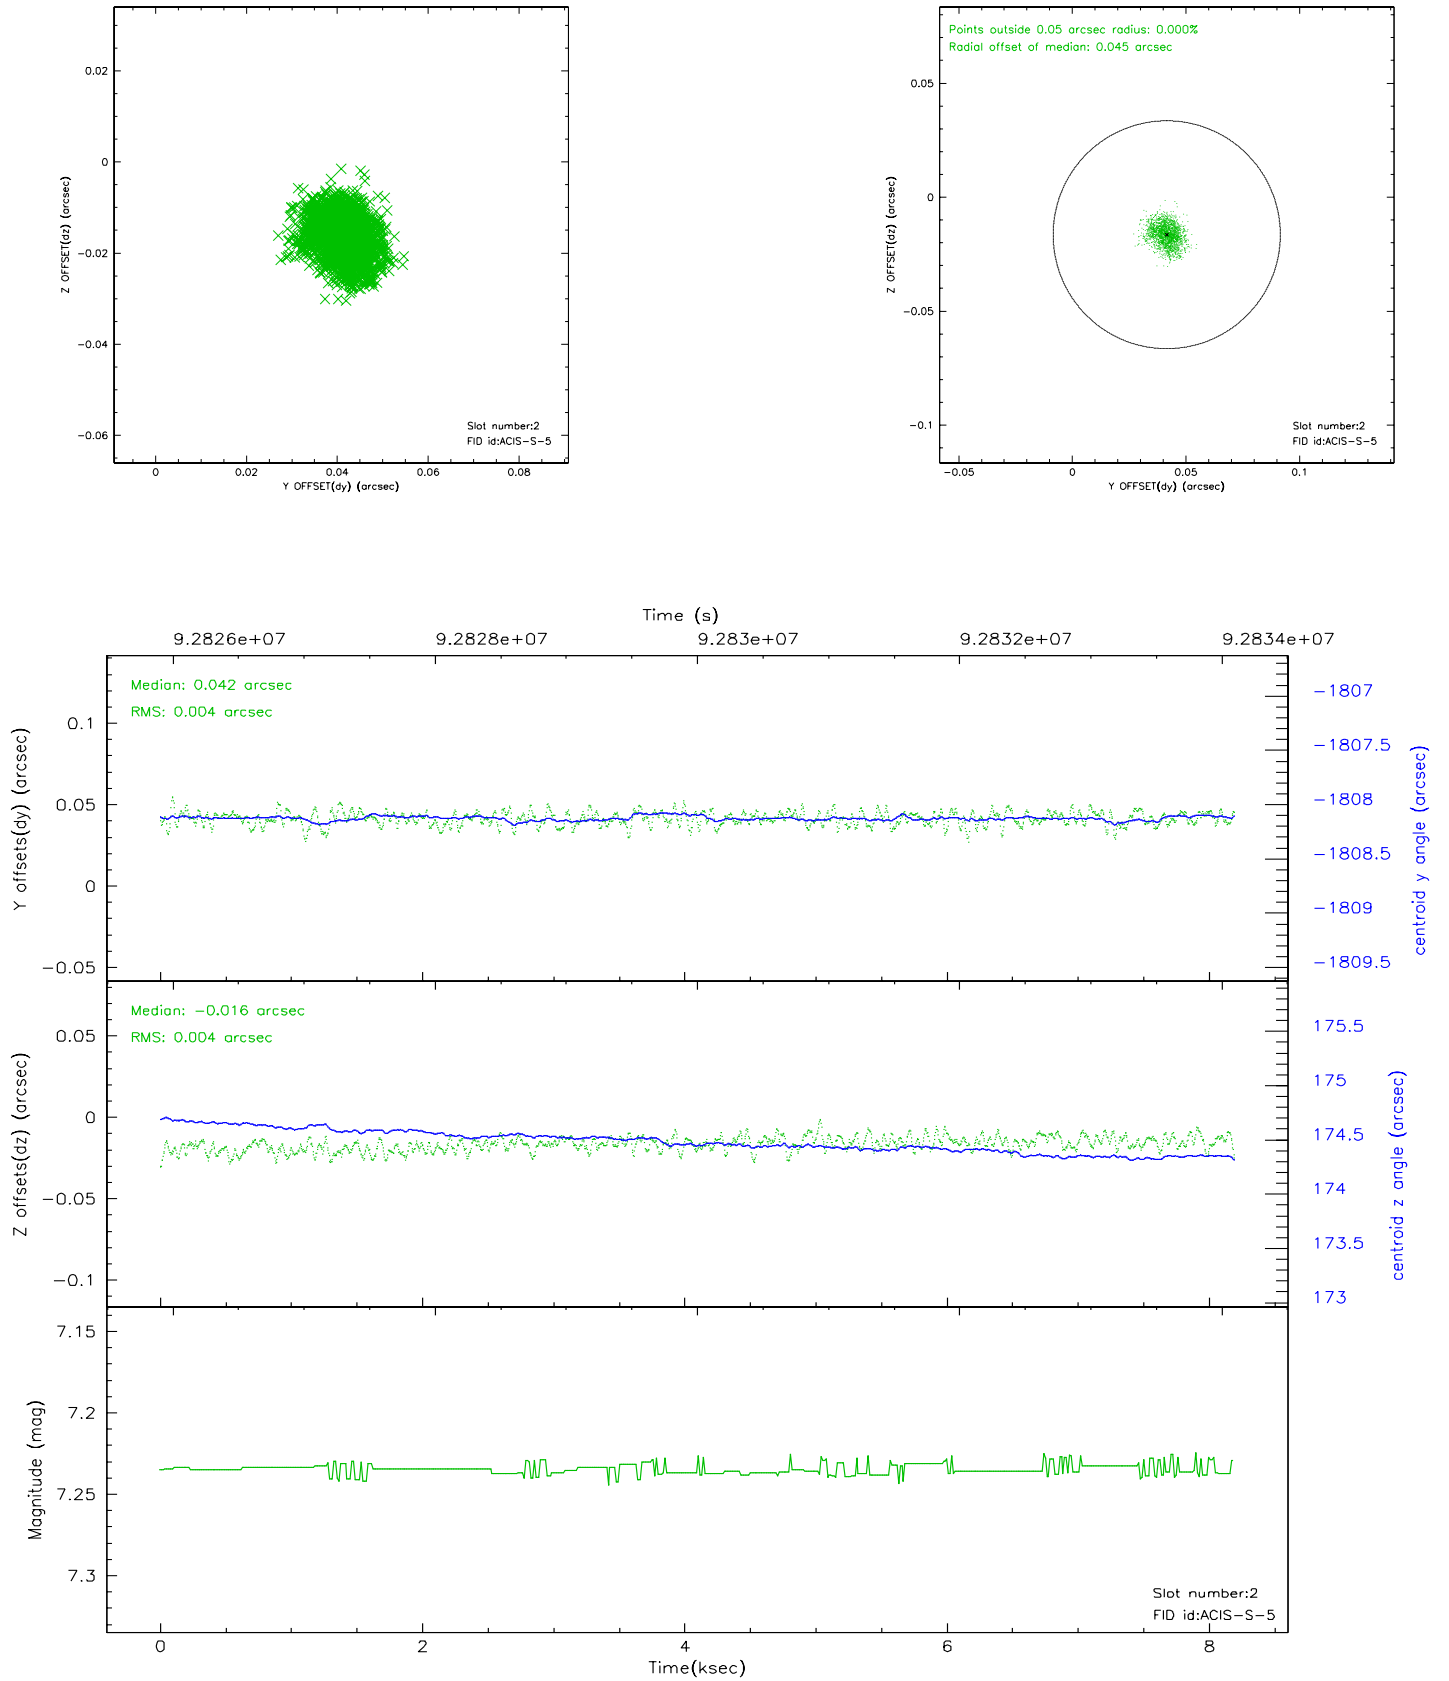 0.02
0
-0.02
-0.04
-0.06
Z OFFSET(dz) (arcsec)
Slot number:2
FID id:ACIS-S-5
0 0.02 0.04 0.06 0.08
Y OFFSET(dy) (arcsec)
Points outside 0.05 arcsec radius: 0.000%
Radial offset of median: 0.045 arcsec
0.05
0
-0.05
-0.1
Z OFFSET(dz) (arcsec)
Slot number:2
FID id:ACIS-S-5
-0.05 0 0.05 0.1
Y OFFSET(dy) (arcsec)
Time (s)
9.2826e+07 9.2828e+07 9.283e+07 9.2832e+07 9.2834e+07
Median: 0.042 arcsec
RMS: 0.004 arcsec
0.1
0.05
0
-0.05
Y offsets(dy) (arcsec)
-1807
-1807.5
-1808
-1808.5
-1809
-1809.5
centroid y angle (arcsec)
Median: -0.016 arcsec
RMS: 0.004 arcsec
0.05
0
-0.05
-0.1
Z offsets(dz) (arcsec)
175.5
175
174.5
174
173.5
173
centroid z angle (arcsec)
7.15
7.2
7.25
7.3
Magnitude (mag)
Slot number:2
FID id:ACIS-S-5
0 2 4 6 8
Time(ksec)